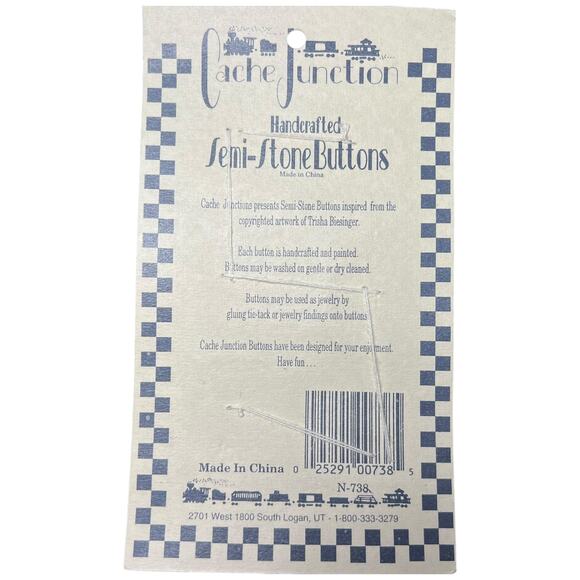 Cache Junction
Handcrafted
Semi-Stone Buttons
Made in China
Cache Junctions presents Semi-Stone Buttons inspired from the
copyrighted artwork of Trisha Biesinger.
Each button is handcrafted and painted.
Buttons may be washed on gentle or dry cleaned.
Buttons may be used as jewelry by
gluing tie-tack or jewelry findings onto buttons
Cache Junction Buttons have been designed for your enjoyment.
Have fun . . .
Made In China 0 25291 00738 5
N-738
2701 West 1800 South Logan, UT - 1-800-333-3279